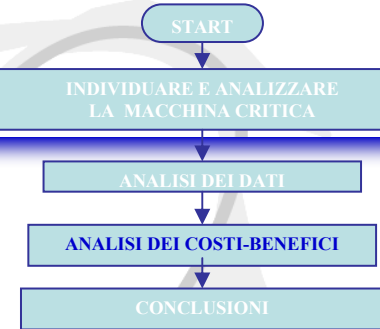 START
INDIVIDUARE E ANALIZZARE
LA MACCHINA CRITICA
ANALISI DEI DATI
ANALISI DEI COSTI-BENEFICI
CONCLUSIONI